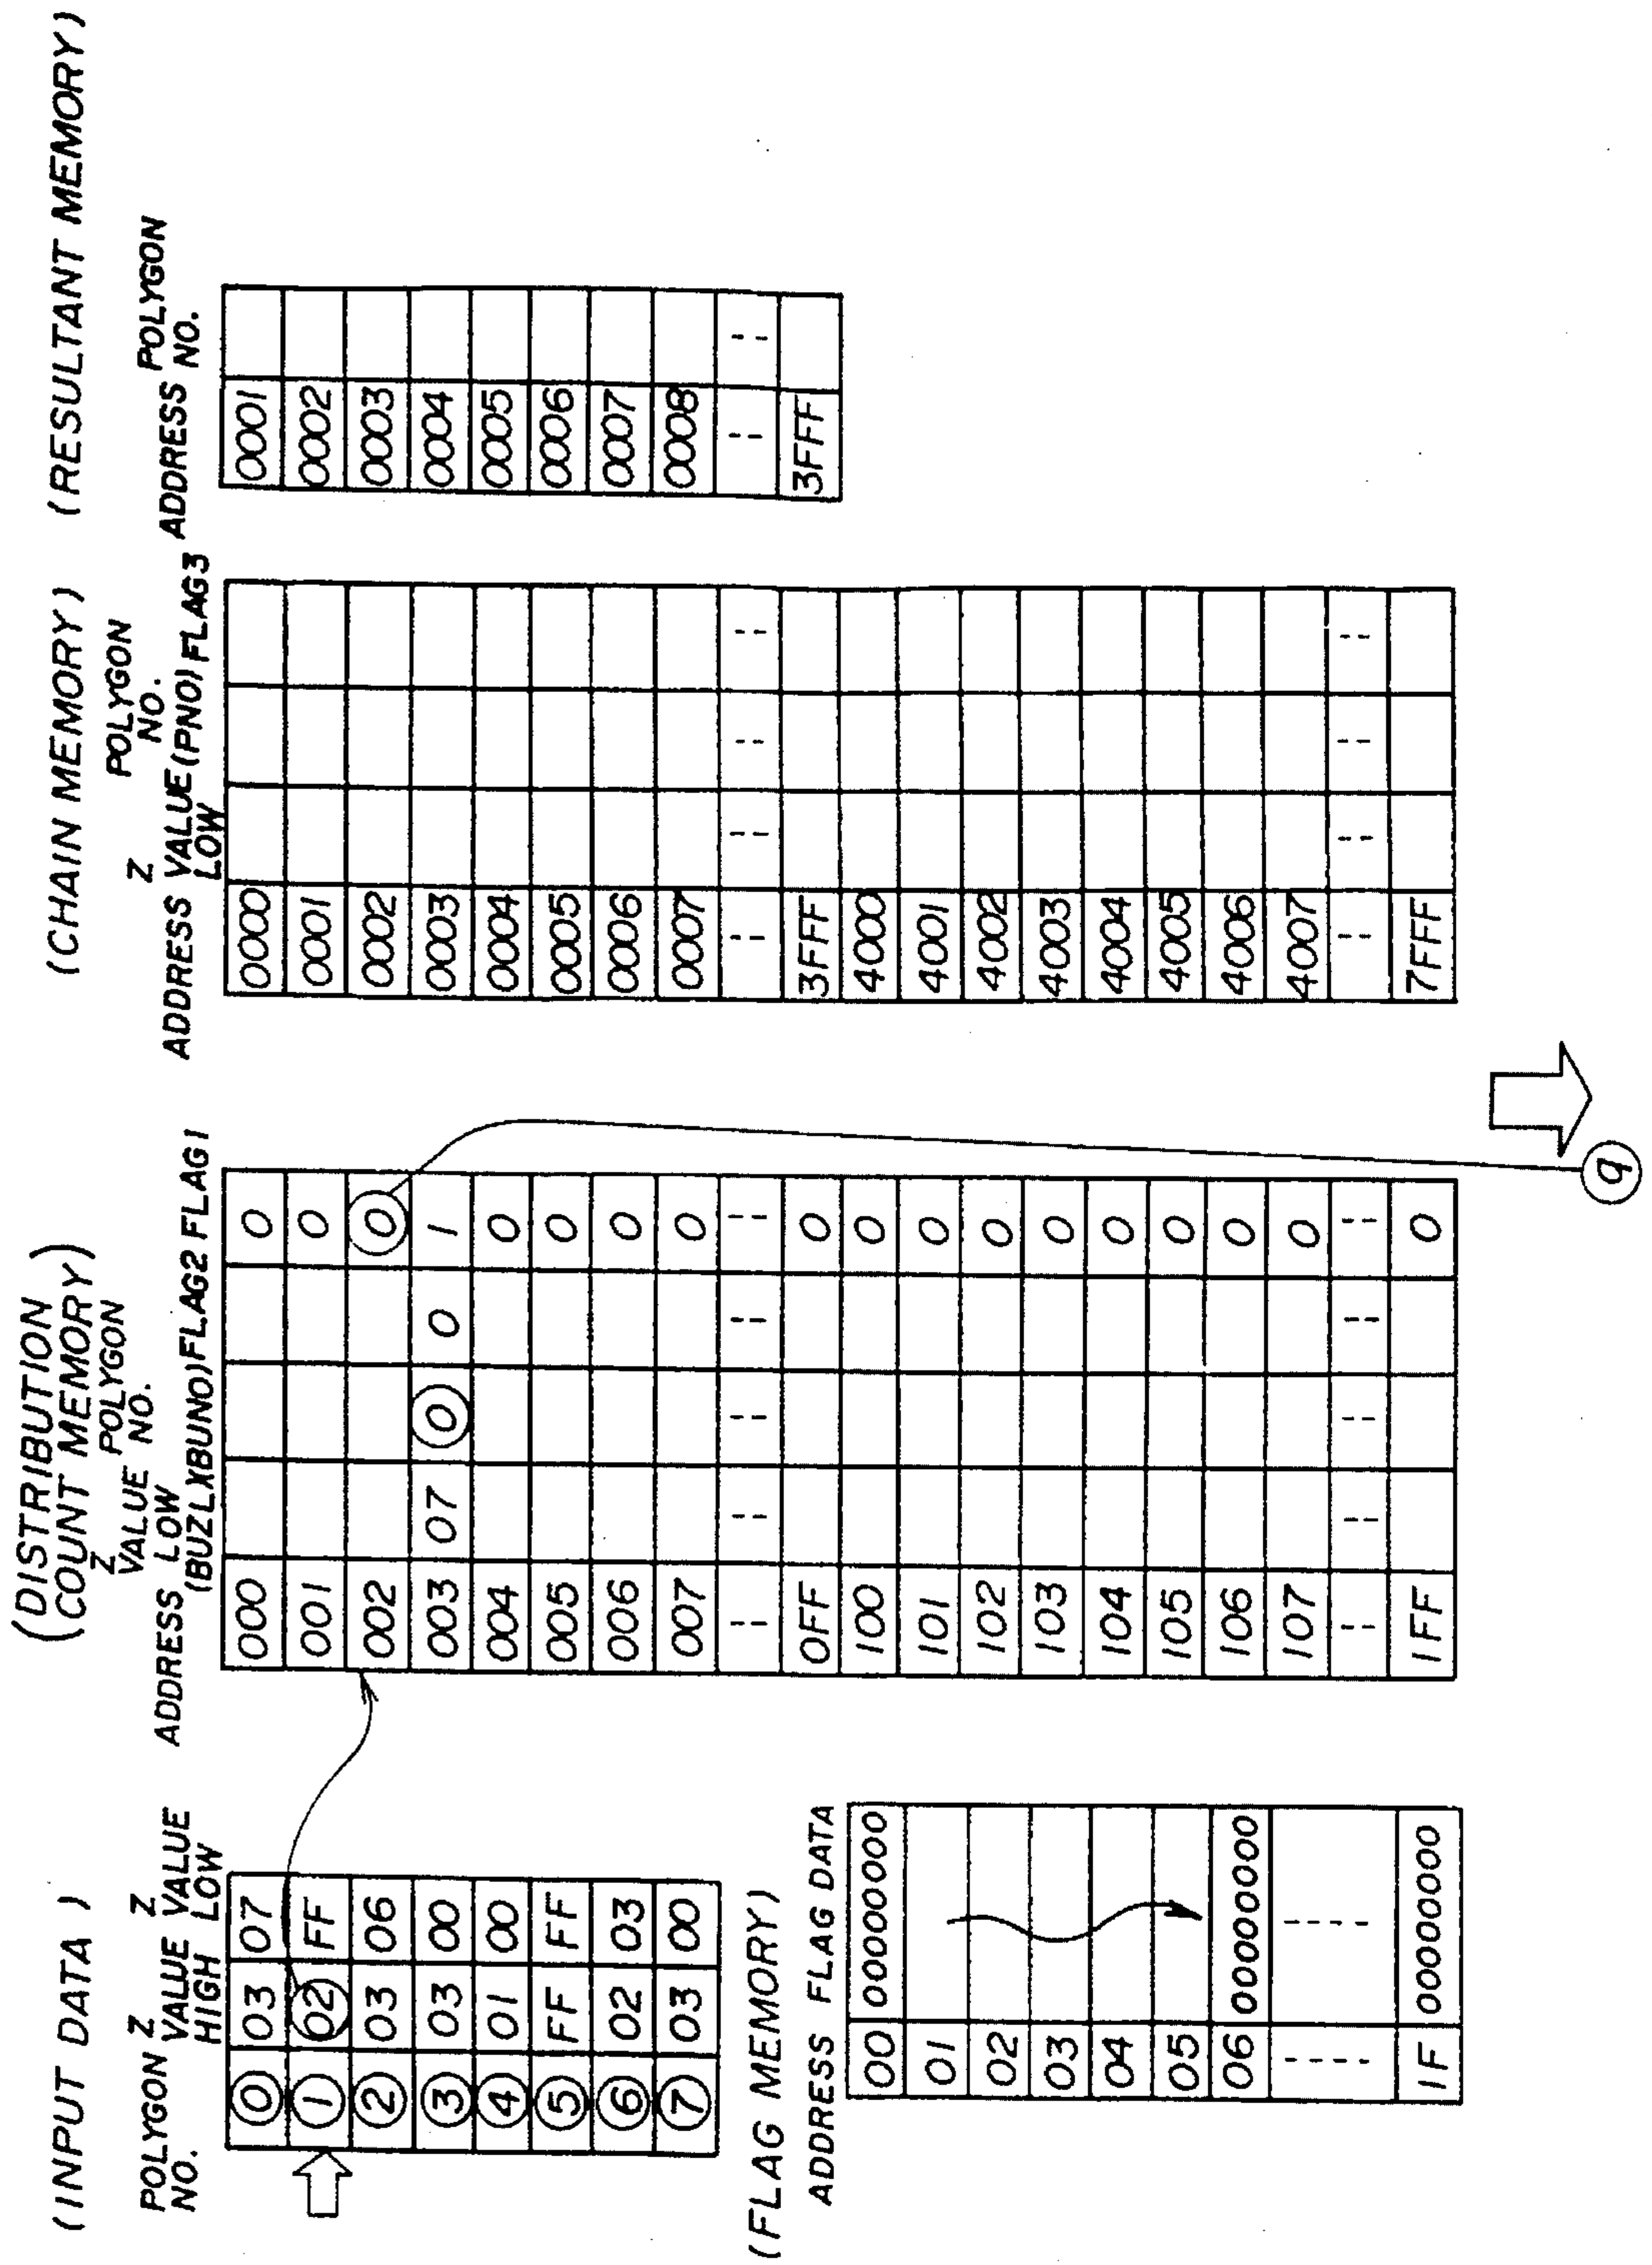 (INPUT DATA)
POLYGON NO. Z VALUE HIGH Z VALUE LOW
0 03 07
1 02 FF
2 03 06
3 03 00
4 01 00
5 FF FF
6 02 03
7 03 00
(FLAG MEMORY)
ADDRESS FLAG DATA
00 00000000
01
02
03
04
05
06 00000000
---- ----
1F 00000000
(DISTRIBUTION
COUNT MEMORY)
ADDRESS Z VALUE LOW (BUZL) POLYGON NO. (BUNO) FLAG2 FLAG1
000 0
001 0
002 0
003 07 0 0 1
004 0
005 0
006 0
007 0
-- -- -- -- --
0FF 0
100 0
101 0
102 0
103 0
104 0
105 0
106 0
107 0
-- -- -- -- --
1FF 0
9
(CHAIN MEMORY)
ADDRESS Z VALUE LOW POLYGON NO. (PNO) FLAG3
0000
0001
0002
0003
0004
0005
0006
0007
-- -- -- --
3FFF
4000
4001
4002
4003
4004
4005
4006
4007
-- -- -- --
7FFF
(RESULTANT MEMORY)
ADDRESS POLYGON NO.
0001
0002
0003
0004
0005
0006
0007
0008
-- --
3FFF